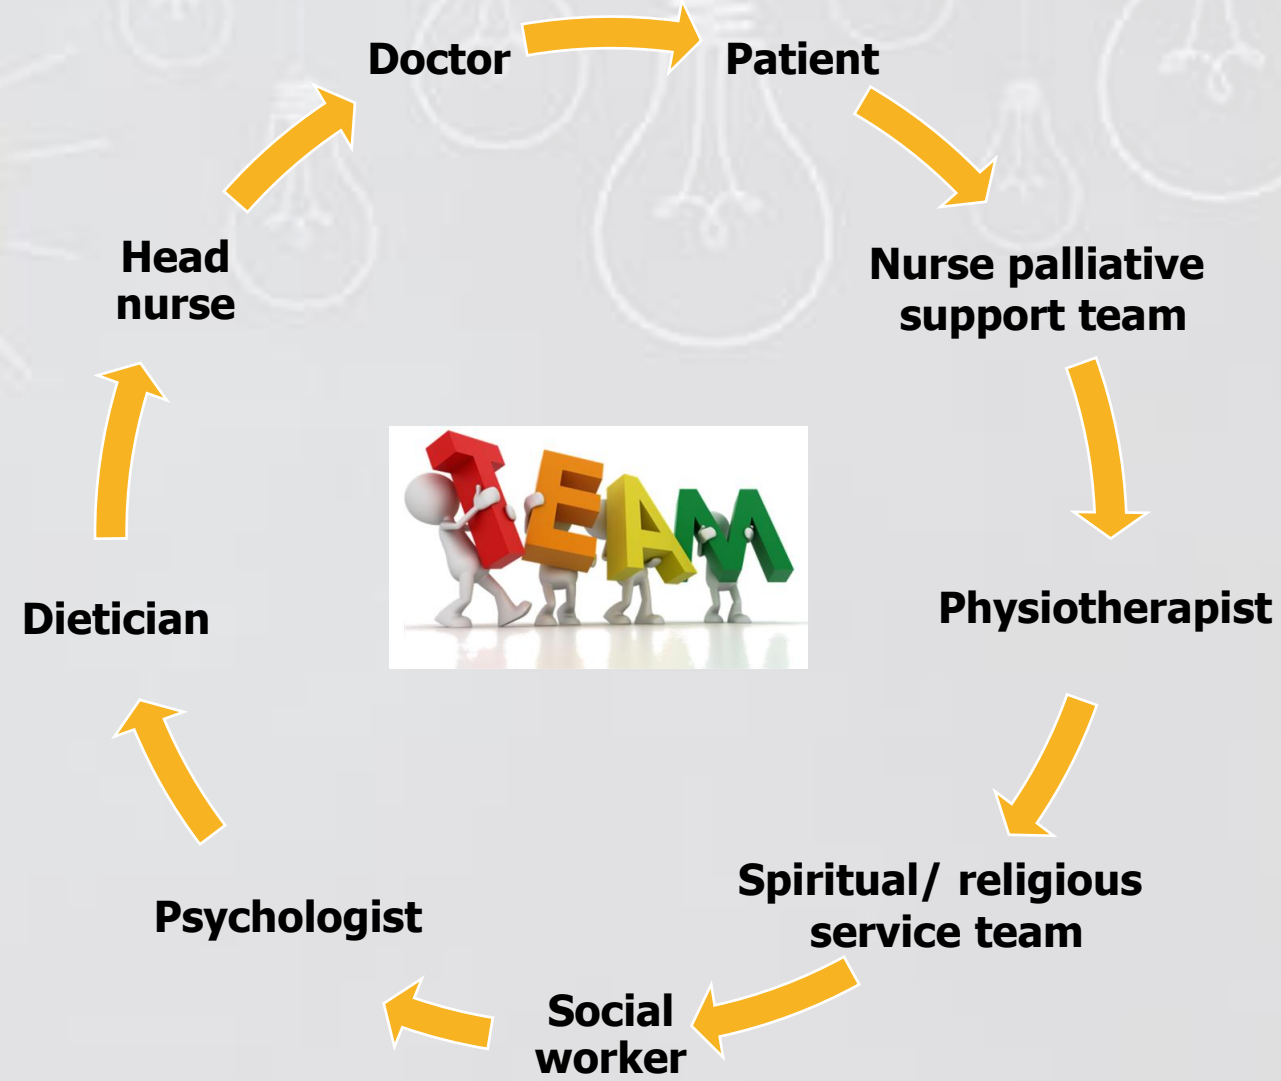 Doctor
Patient
Nurse palliative
support team
Physiotherapist
Spiritual/ religious
service team
Social
worker
Psychologist
Dietician
Head
nurse
TEAM